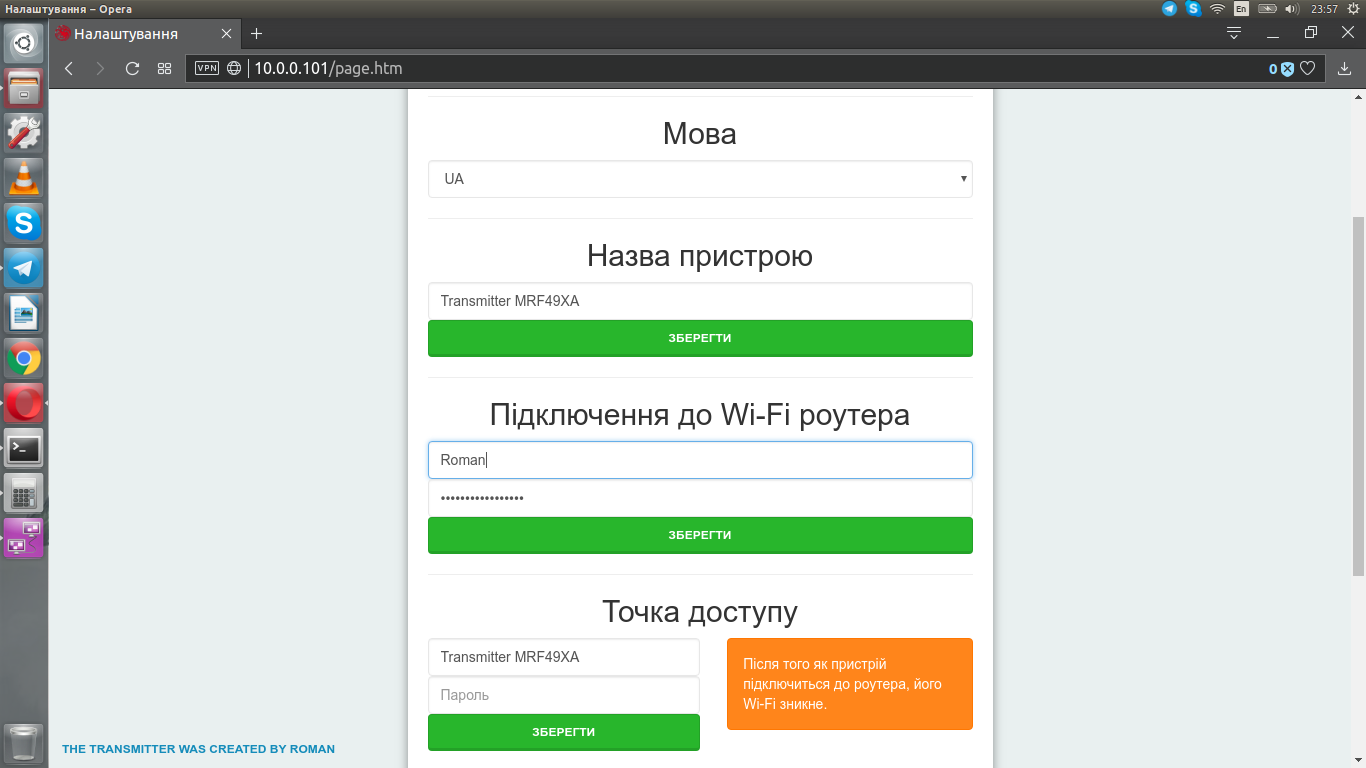 Налаштування – Opera
En
23:57
Налаштування
VPN
10.0.0.101/page.htm
0
Мова
UA
Назва пристрою
Transmitter MRF49XA
ЗБЕРЕГТИ
Підключення до Wi-Fi роутера
Roman
•••••••••••••••••
ЗБЕРЕГТИ
Точка доступу
Transmitter MRF49XA
Пароль
ЗБЕРЕГТИ
Після того як пристрій
підключиться до роутера, його
Wi-Fi зникне.
THE TRANSMITTER WAS CREATED BY ROMAN